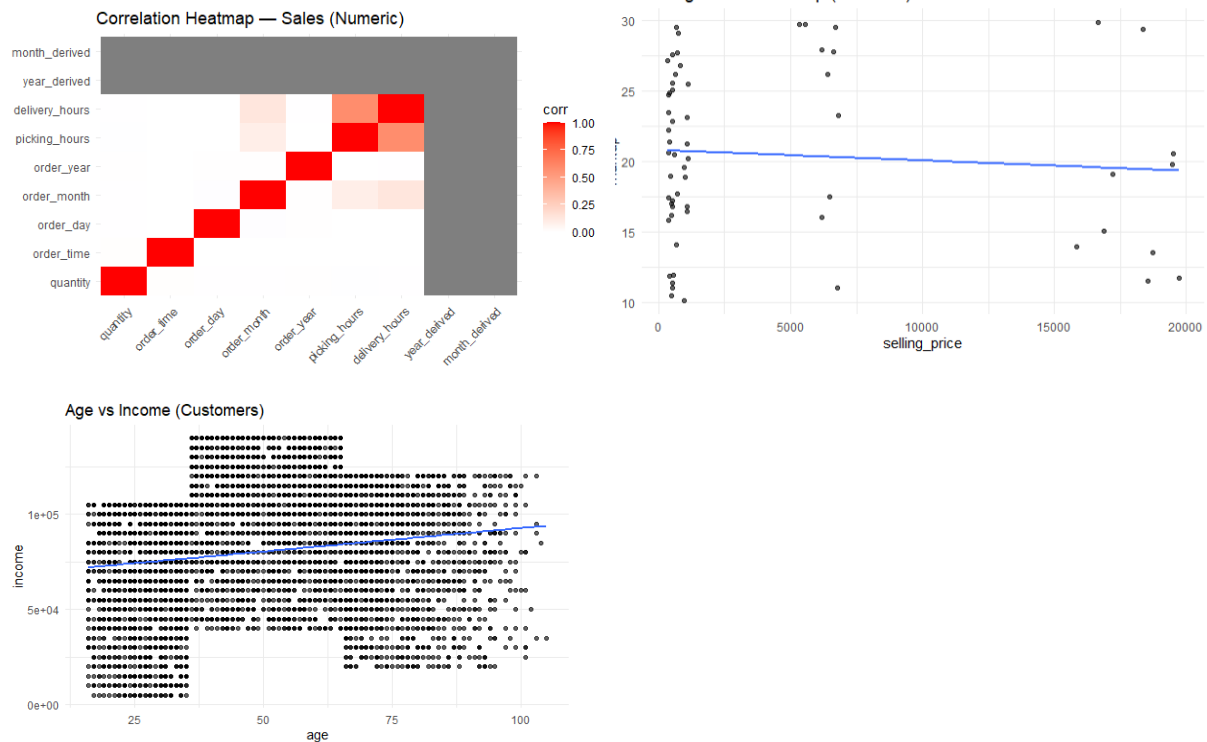 Correlation Heatmap — Sales (Numeric)
month_derived
year_derived
delivery_hours
picking_hours
order_year
order_month
order_day
order_time
quantity
quantity
order_time
order_day
order_month
order_year
picking_hours
delivery_hours
year_derived
month_derived
corr
1.00
0.75
0.50
0.25
0.00
30
25
20
15
10
0
5000
10000
15000
20000
selling_price
Age vs Income (Customers)
income
1e+05
5e+04
0e+00
25
50
75
100
age